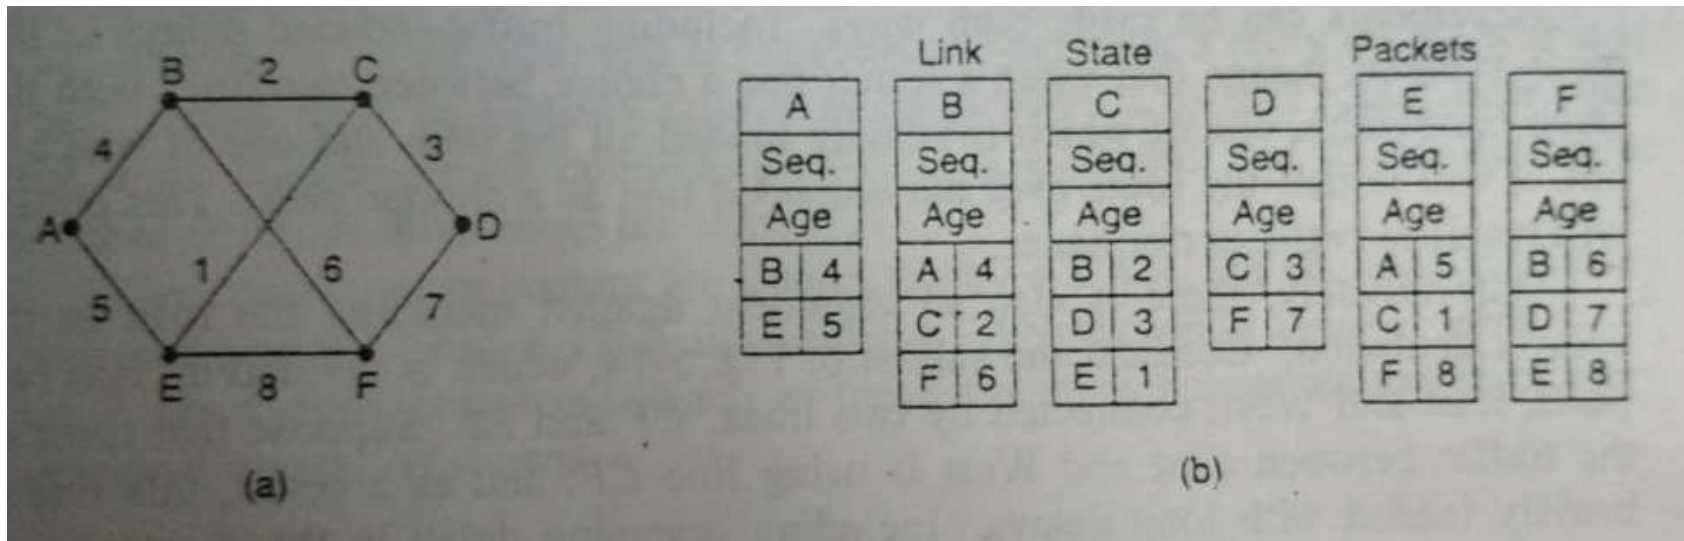 B 2 C
4 3
A D
1 6
5 7
E 8 F
(a)
Link State Packets
A B C D E F
Seq. Seq. Seq. Seq. Seq. Seq.
Age Age Age Age Age Age
B 4 A 4 B 2 C 3 A 5 B 6
E 5 C 2 D 3 F 7 C 1 D 7
F 6 E 1 F 8 E 8
(b)